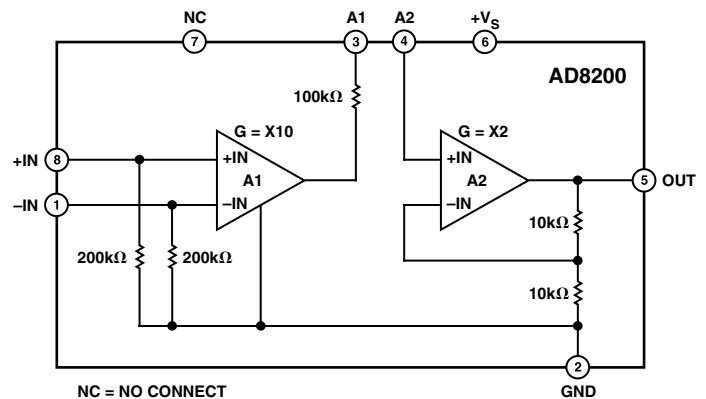 NC A1 A2 +VS
7 3 4 6
AD8200
100kΩ
G = X10 G = X2
+IN 8 +IN +IN
A1 A2 5 OUT
–IN 1 –IN –IN
10kΩ
200kΩ 200kΩ
10kΩ
2
NC = NO CONNECT GND